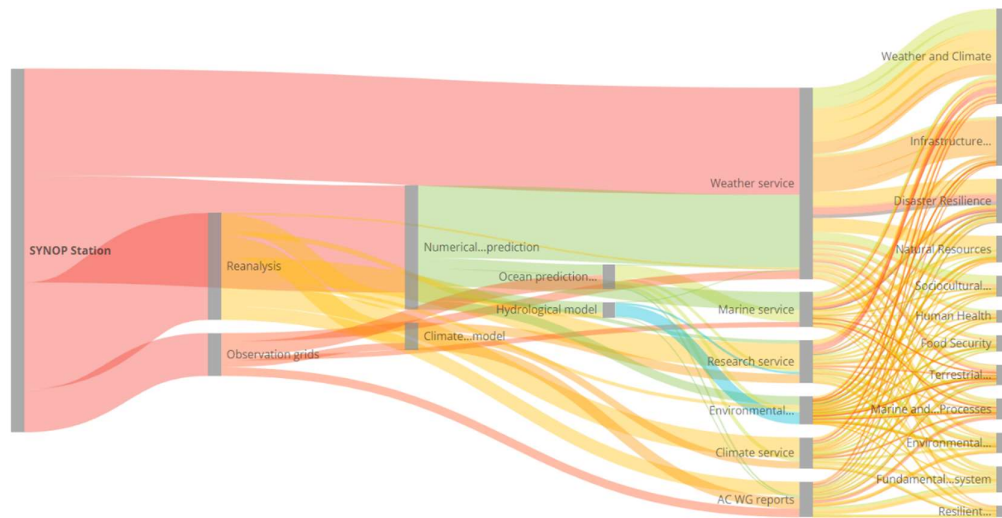 SYNOP Station
Reanalysis
Observation grids
Numerical...prediction
Climate...model
Ocean prediction...
Hydrological model
Weather service
Marine service
Research service
Environmental...
Climate service
AC WG reports
Weather and Climate
Infrastructure...
Disaster Resilience
Natural Resources
Sociocultural...
Human Health
Food Security
Terrestrial...
Marine and...Processes
Environmental...
Fundamental...system
Resilient...